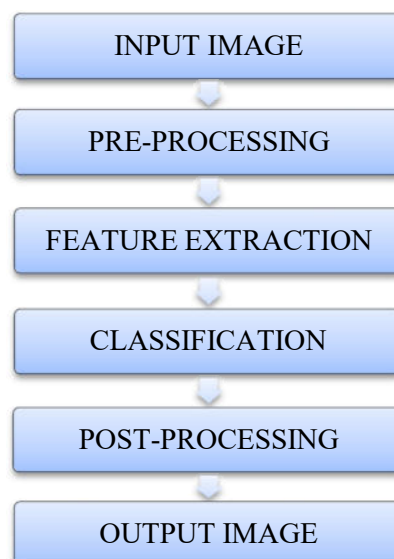 INPUT IMAGE
PRE-PROCESSING
FEATURE EXTRACTION
CLASSIFICATION
POST-PROCESSING
OUTPUT IMAGE